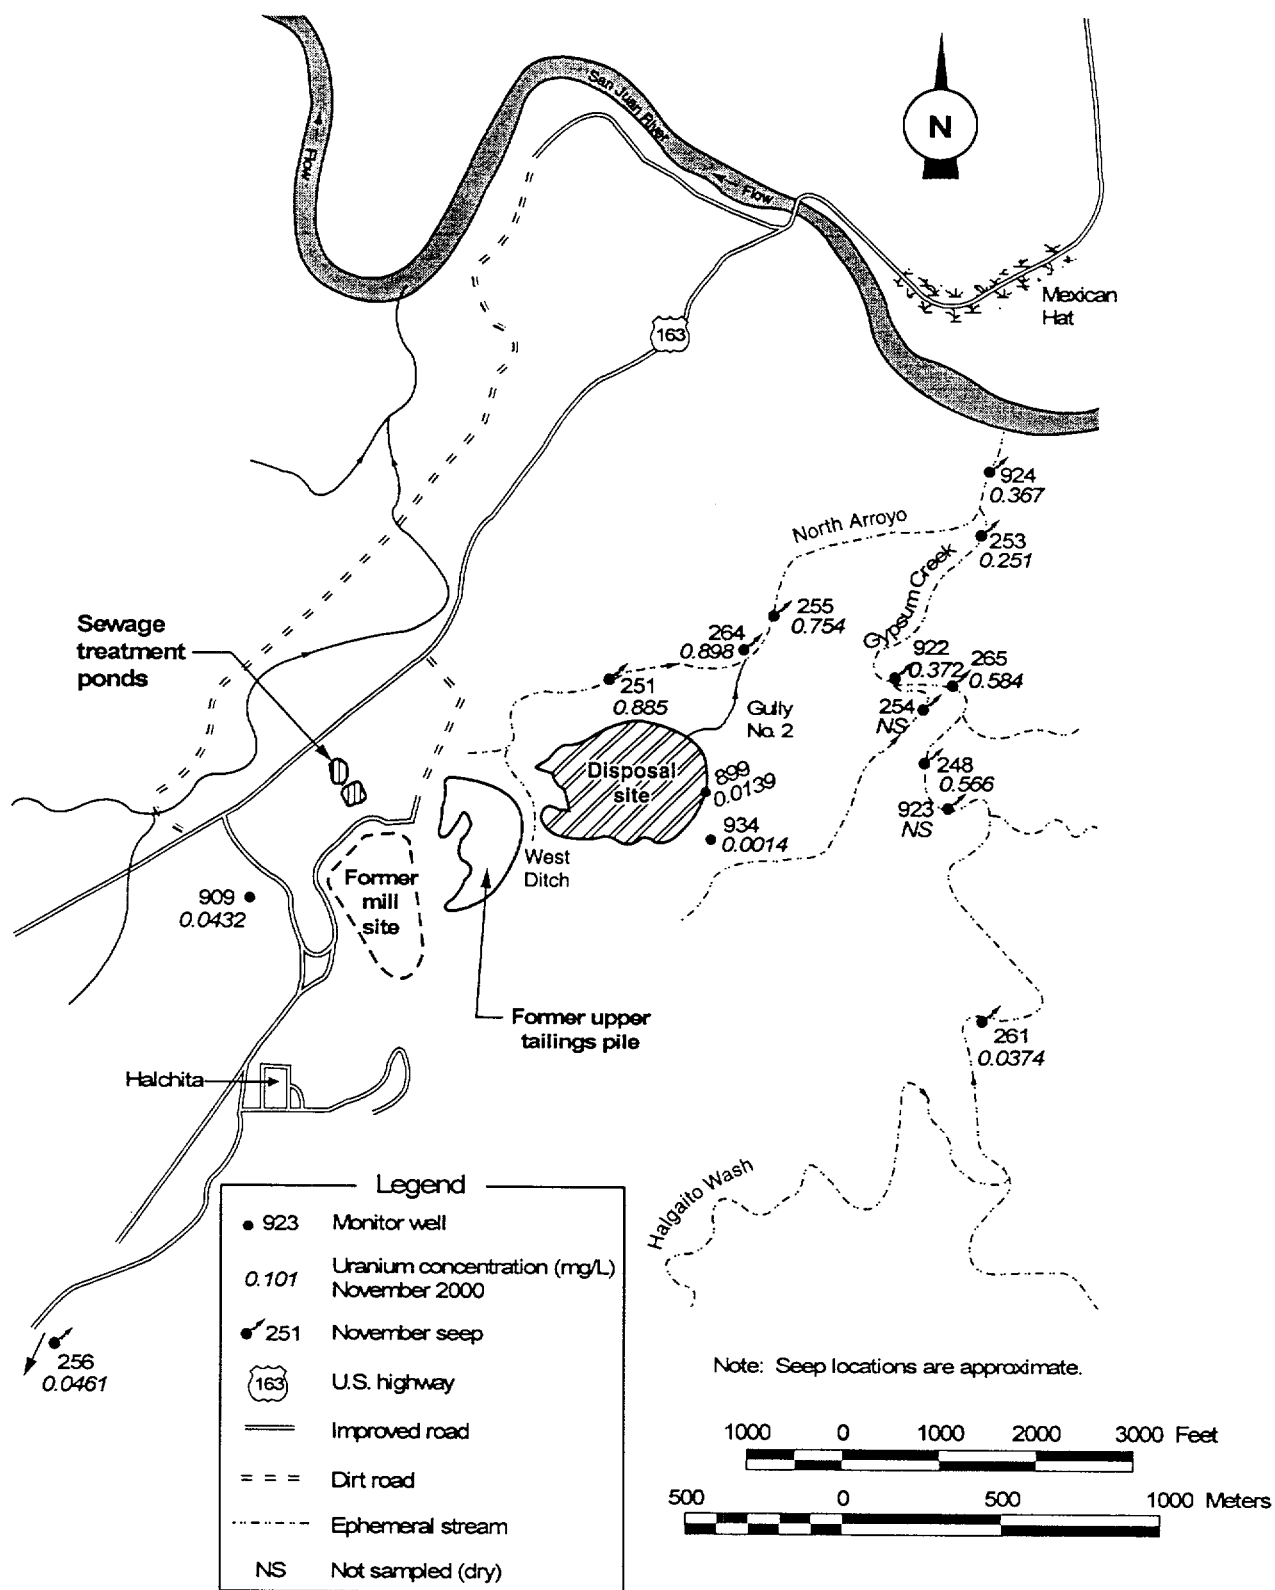 San Juan River
Flow
Flow
N
Mexican
Hat
163
924
0.367
North Arroyo
253
0.251
Gypsum Creek
255
0.754
264
0.898
922
0.372
265
0.584
251
0.885
254
NS
Gully
No. 2
Sewage
treatment
ponds
Disposal
site
899
0.0139
248
0.566
923
NS
934
0.0014
West
Ditch
Former
mill
site
909
0.0432
Former upper
tailings pile
261
0.0374
Halchita
Halgaito Wash
256
0.0461
Legend
923 Monitor well
0.101 Uranium concentration (mg/L)
November 2000
251 November seep
163 U.S. highway
Improved road
Dirt road
Ephemeral stream
NS Not sampled (dry)
Note: Seep locations are approximate.
1000 0 1000 2000 3000 Feet
500 0 500 1000 Meters